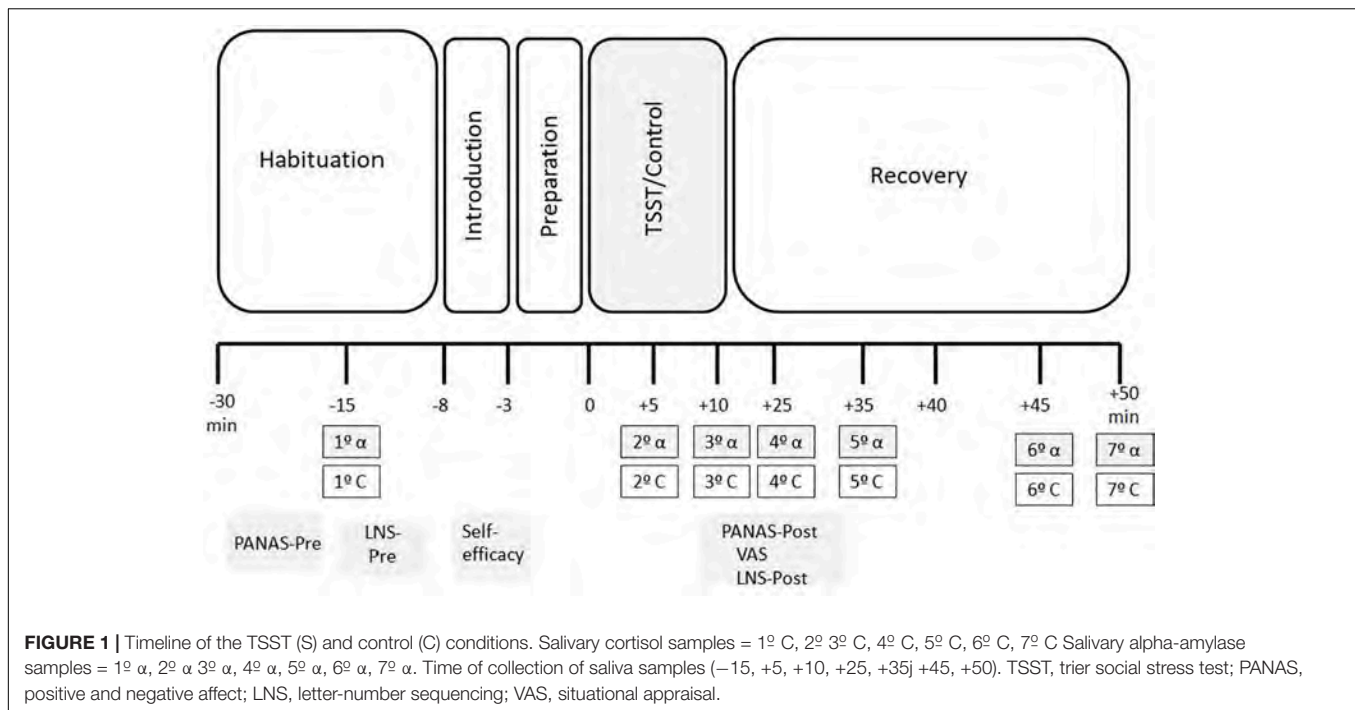 Habituation
Introduction
Preparation
TSST/Control
Recovery
-30 min
-15
-8
-3
0
+5
+10
+25
+35
+40
+45
+50 min
1º α
2º α
3º α
4º α
5º α
6º α
7º α
1º C
2º C
3º C
4º C
5º C
6º C
7º C
PANAS-Pre
LNS-
Pre
Self-
efficacy
PANAS-Post
VAS
LNS-Post
FIGURE 1 | Timeline of the TSST (S) and control (C) conditions. Salivary cortisol samples = 1º C, 2º 3º C, 4º C, 5º C, 6º C, 7º C Salivary alpha-amylase
samples = 1º α, 2º α 3º α, 4º α, 5º α, 6º α, 7º α. Time of collection of saliva samples (−15, +5, +10, +25, +35j +45, +50). TSST, trier social stress test; PANAS,
positive and negative affect; LNS, letter-number sequencing; VAS, situational appraisal.